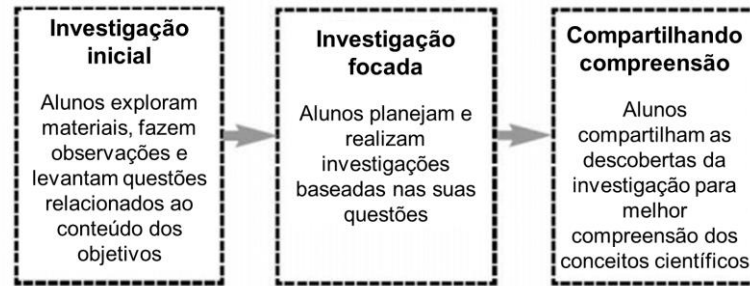 Investigação
inicial
Alunos exploram
materiais, fazem
observações e
levantam questões
relacionados ao
conteúdo dos
objetivos
Investigação
focada
Alunos planejam e
realizam
investigações
baseadas nas suas
questões
Compartilhando
compreensão
Alunos
compartilham as
descobertas da
investigação para
melhor
compreensão dos
conceitos científicos